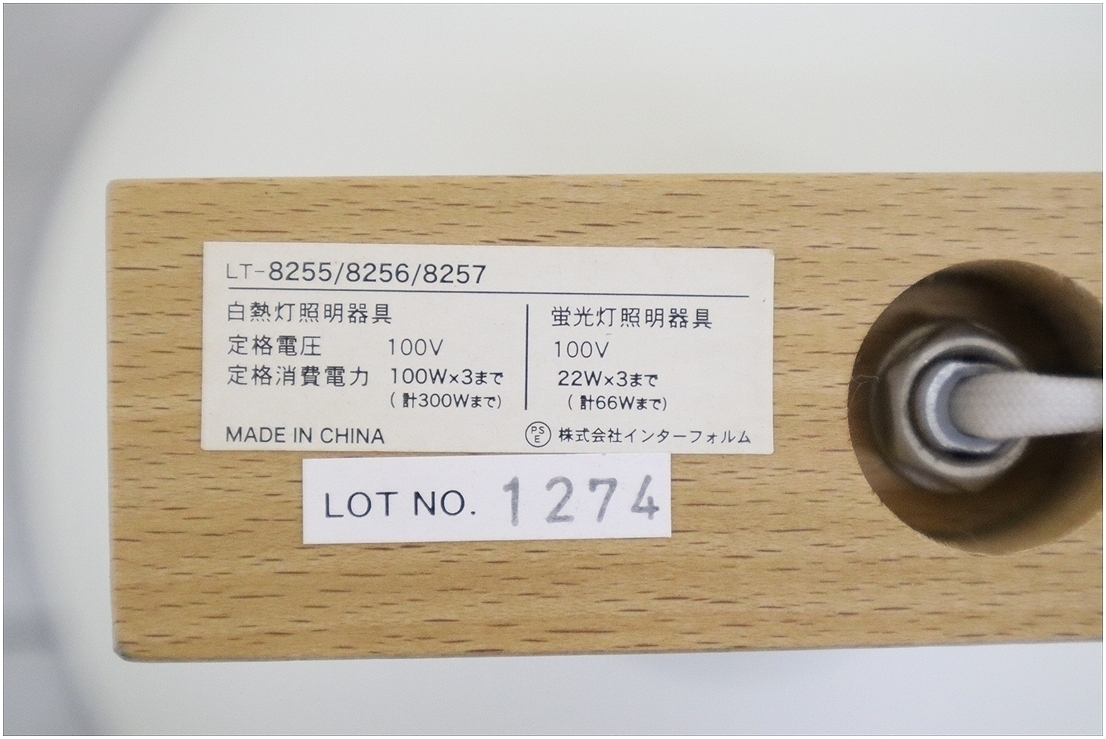 LT-8255/8256/8257
白熱灯照明器具
定格電圧 100V
定格消費電力 100W×3まで
(計300Wまで)
蛍光灯照明器具
100V
22W×3まで
(計66Wまで)
MADE IN CHINA
PSE 株式会社インターフォルム
LOT NO. 1274